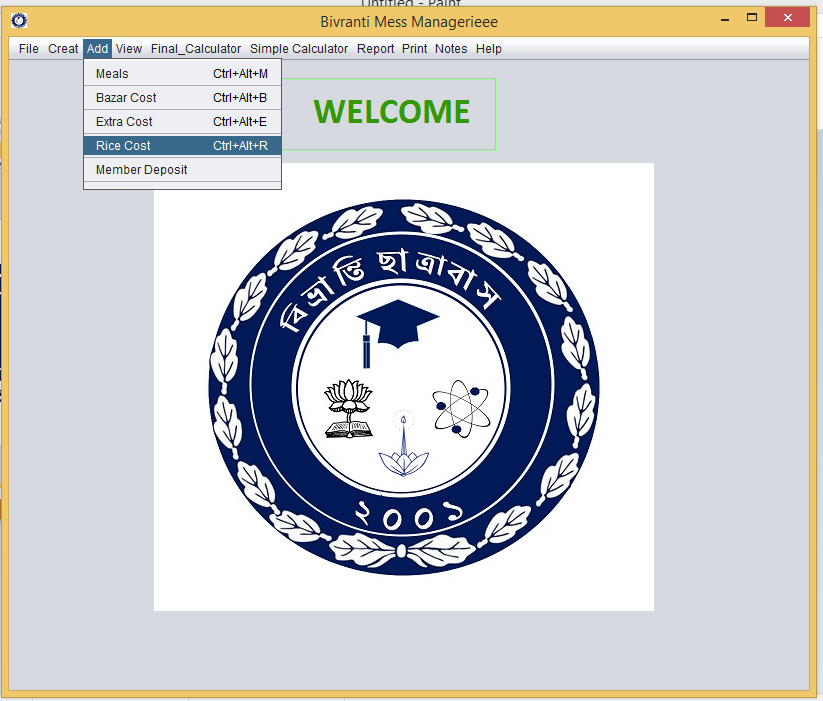 Untitled - Paint
Bivranti Mess Managerieee
File Creat Add View Final_Calculator Simple Calculator Report Print Notes Help
Meals Ctrl+Alt+M
Bazar Cost Ctrl+Alt+B
Extra Cost Ctrl+Alt+E
Rice Cost Ctrl+Alt+R
Member Deposit
WELCOME
বিভ্রান্তি ছাত্রাবাস
২০০১